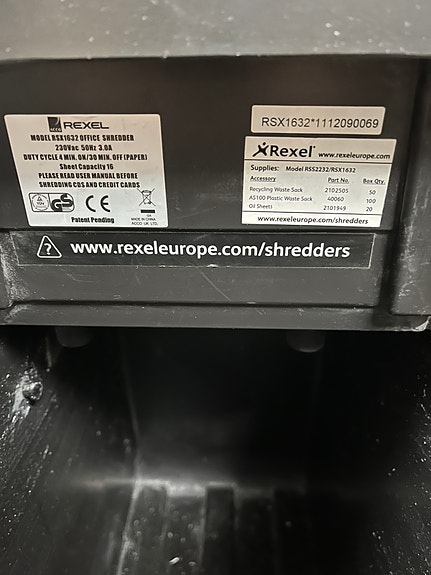 REXEL
MODEL RSX1632 OFFICE SHREDDER
230Vac 50Hz 3.0A
DUTY CYCLE 4 MIN. ON/30 MIN. OFF (PAPER)
Sheet Capacity 16
PLEASE READ USER MANUAL BEFORE
SHREDDING CDS AND CREDIT CARDS
GS CE
Patent Pending
MADE IN CHINA
ACCO UK LTD.
RSX1632*1112090069
Rexel www.rexeleurope.com
Supplies: Model RSS2232/RSX1632
Accessory Part No. Box Qty.
Recycling Waste Sack 2102505 50
AS100 Plastic Waste Sack 40060 100
Oil Sheets 2101949 20
www.rexeleurope.com/shredders
? www.rexeleurope.com/shredders